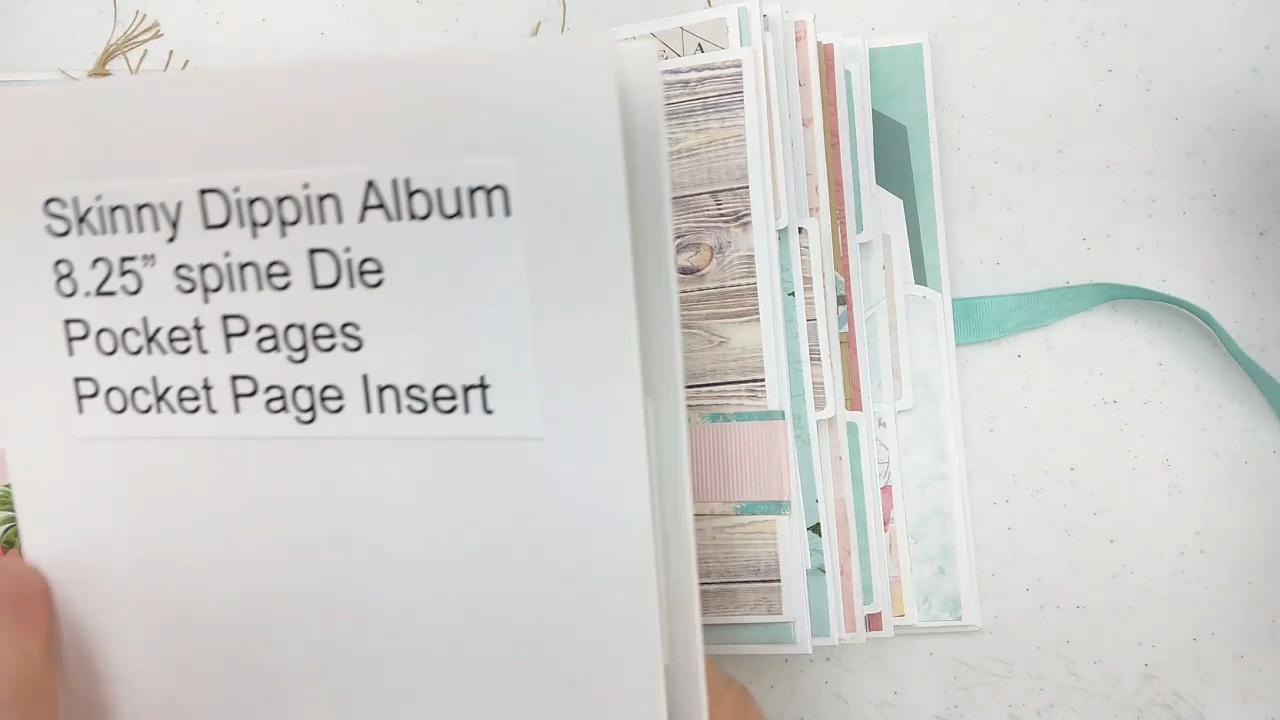 E A
Skinny Dippin Album
8.25” spine Die
Pocket Pages
Pocket Page Insert